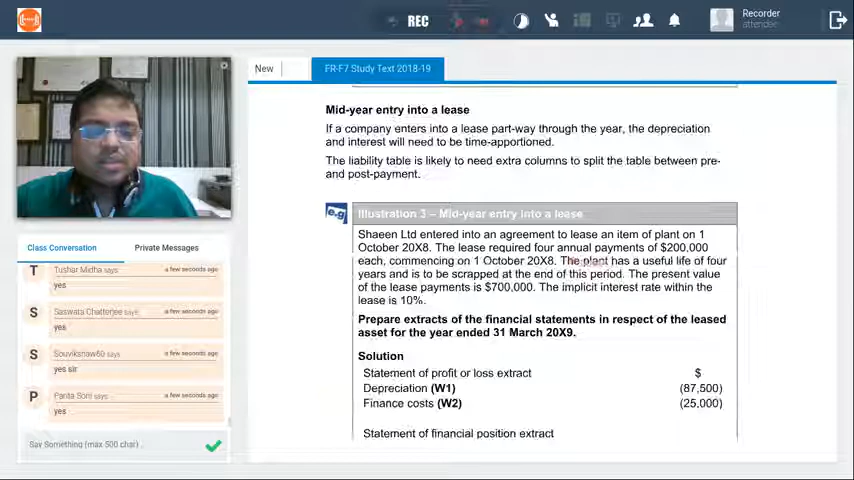 REC
Recorder
attendee
New
FR-F7 Study Text 2018-19
Mid-year entry into a lease
If a company enters into a lease part-way through the year, the depreciation
and interest will need to be time-apportioned.
The liability table is likely to need extra columns to split the table between pre-
and post-payment.
e.g
Illustration 3 – Mid-year entry into a lease
Shaeen Ltd entered into an agreement to lease an item of plant on 1
October 20X8. The lease required four annual payments of $200,000
each, commencing on 1 October 20X8. The plant has a useful life of four
years and is to be scrapped at the end of this period. The present value
of the lease payments is $700,000. The implicit interest rate within the
lease is 10%.
Prepare extracts of the financial statements in respect of the leased
asset for the year ended 31 March 20X9.
Solution
Statement of profit or loss extract $
Depreciation (W1) (87,500)
Finance costs (W2) (25,000)
Statement of financial position extract
Class Conversation
Private Messages
T
Tushar Midha says a few seconds ago
yes
S
Saswata Chatterjee says a few seconds ago
yes
S
Souviksnaw60 says a few seconds ago
yes sir
P
Parita Soni says a few seconds ago
yes
Say Something (max 500 char)